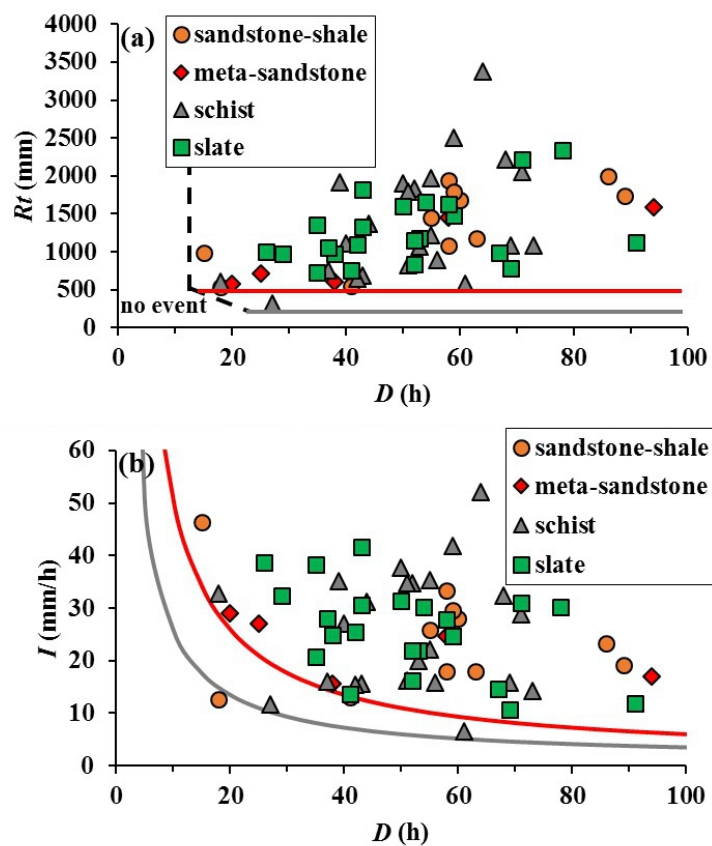 (a)
sandstone-shale
meta-sandstone
schist
slate
4000
3500
3000
2500
2000
1500
1000
500
0
Rt (mm)
no event
0 20 40 60 80 100
D (h)
(b)
sandstone-shale
meta-sandstone
schist
slate
60
50
40
30
20
10
0
I (mm/h)
0 20 40 60 80 100
D (h)